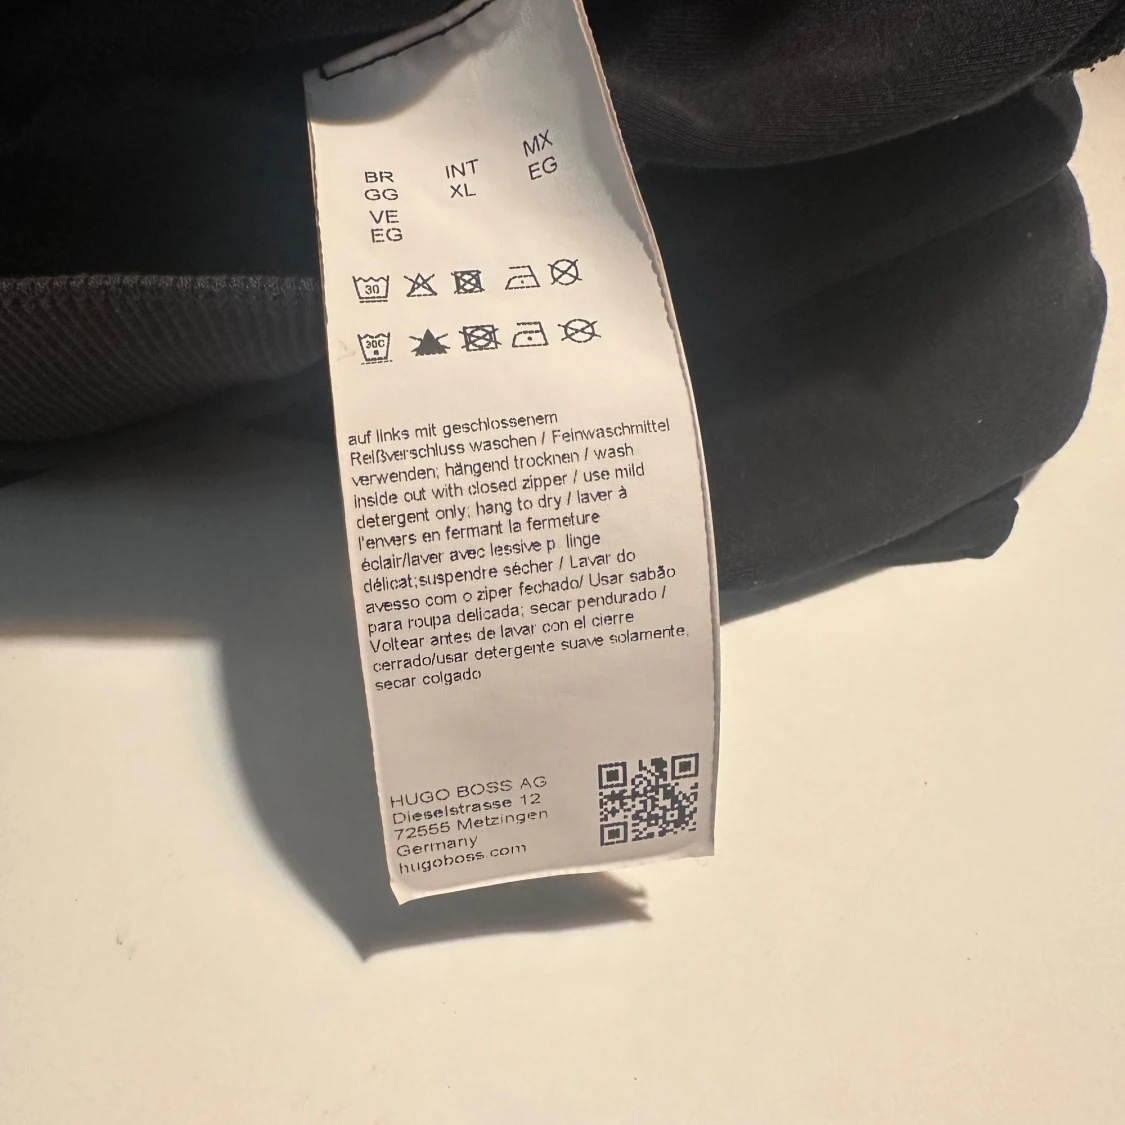 BR INT MX
GG XL EG
VE
EG
30
30C
auf links mit geschlossenem
Reißverschluss waschen / Feinwaschmittel
verwenden; hängend trocknen / wash
inside out with closed zipper / use mild
detergent only; hang to dry / laver à
l'envers en fermant la fermeture
éclair/laver avec lessive p. linge
délicat;suspendre sécher / Lavar do
avesso com o ziper fechado/ Usar sabão
para roupa delicada; secar pendurado /
Voltear antes de lavar con el cierre
cerrado/usar detergente suave solamente,
secar colgado
HUGO BOSS AG
Dieselstrasse 12
72555 Metzingen
Germany
hugoboss.com